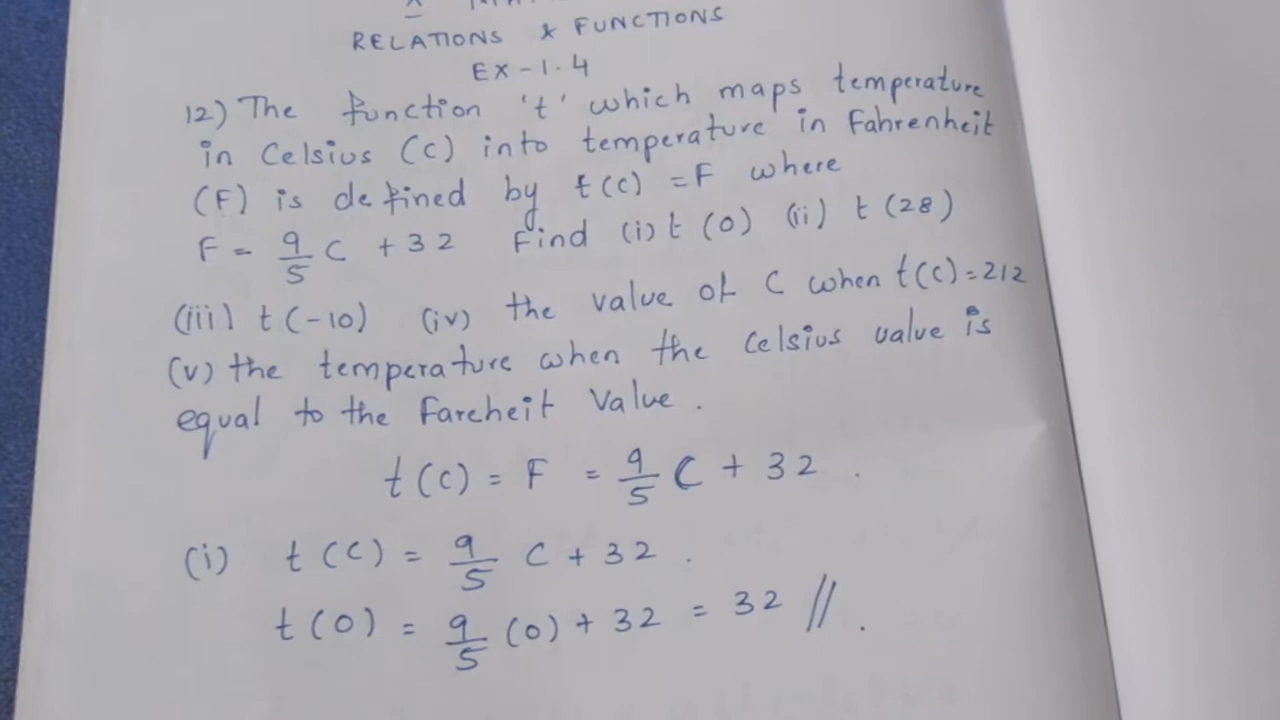 RELATIONS & FUNCTIONS
EX-1.4
12) The function 't' which maps temperature
in Celsius (C) into temperature in Fahrenheit
(F) is defined by t(C) = F where
F = 9/5 C + 32 Find (i) t (0) (ii) t (28)
(iii) t (-10) (iv) the value of C when t(C) = 212
(v) the temperature when the Celsius value is
equal to the Farcheit Value.
t(C) = F = 9/5 C + 32.
(i) t(C) = 9/5 C + 32.
t(0) = 9/5 (0) + 32 = 32 //.